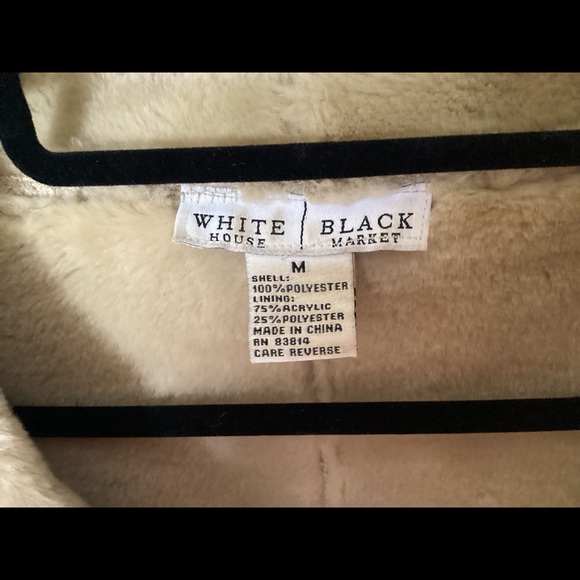 WHITE | BLACK
HOUSE | MARKET
M
SHELL:
100%POLYESTER
LINING:
75%ACRYLIC
25%POLYESTER
MADE IN CHINA
RN 83814
CARE REVERSE